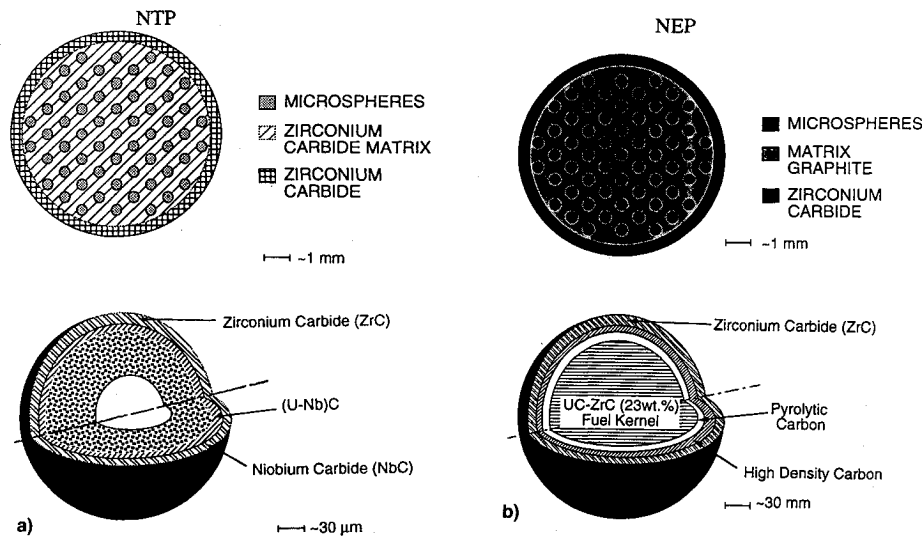 NTP
MICROSPHERES
ZIRCONIUM
CARBIDE MATRIX
ZIRCONIUM
CARBIDE
~1 mm
Zirconium Carbide (ZrC)
(U-Nb)C
Niobium Carbide (NbC)
a)
~30 μm
NEP
MICROSPHERES
MATRIX
GRAPHITE
ZIRCONIUM
CARBIDE
~1 mm
Zirconium Carbide (ZrC)
UC-ZrC (23wt.%)
Fuel Kernel
Pyrolytic
Carbon
High Density Carbon
b)
~30 mm